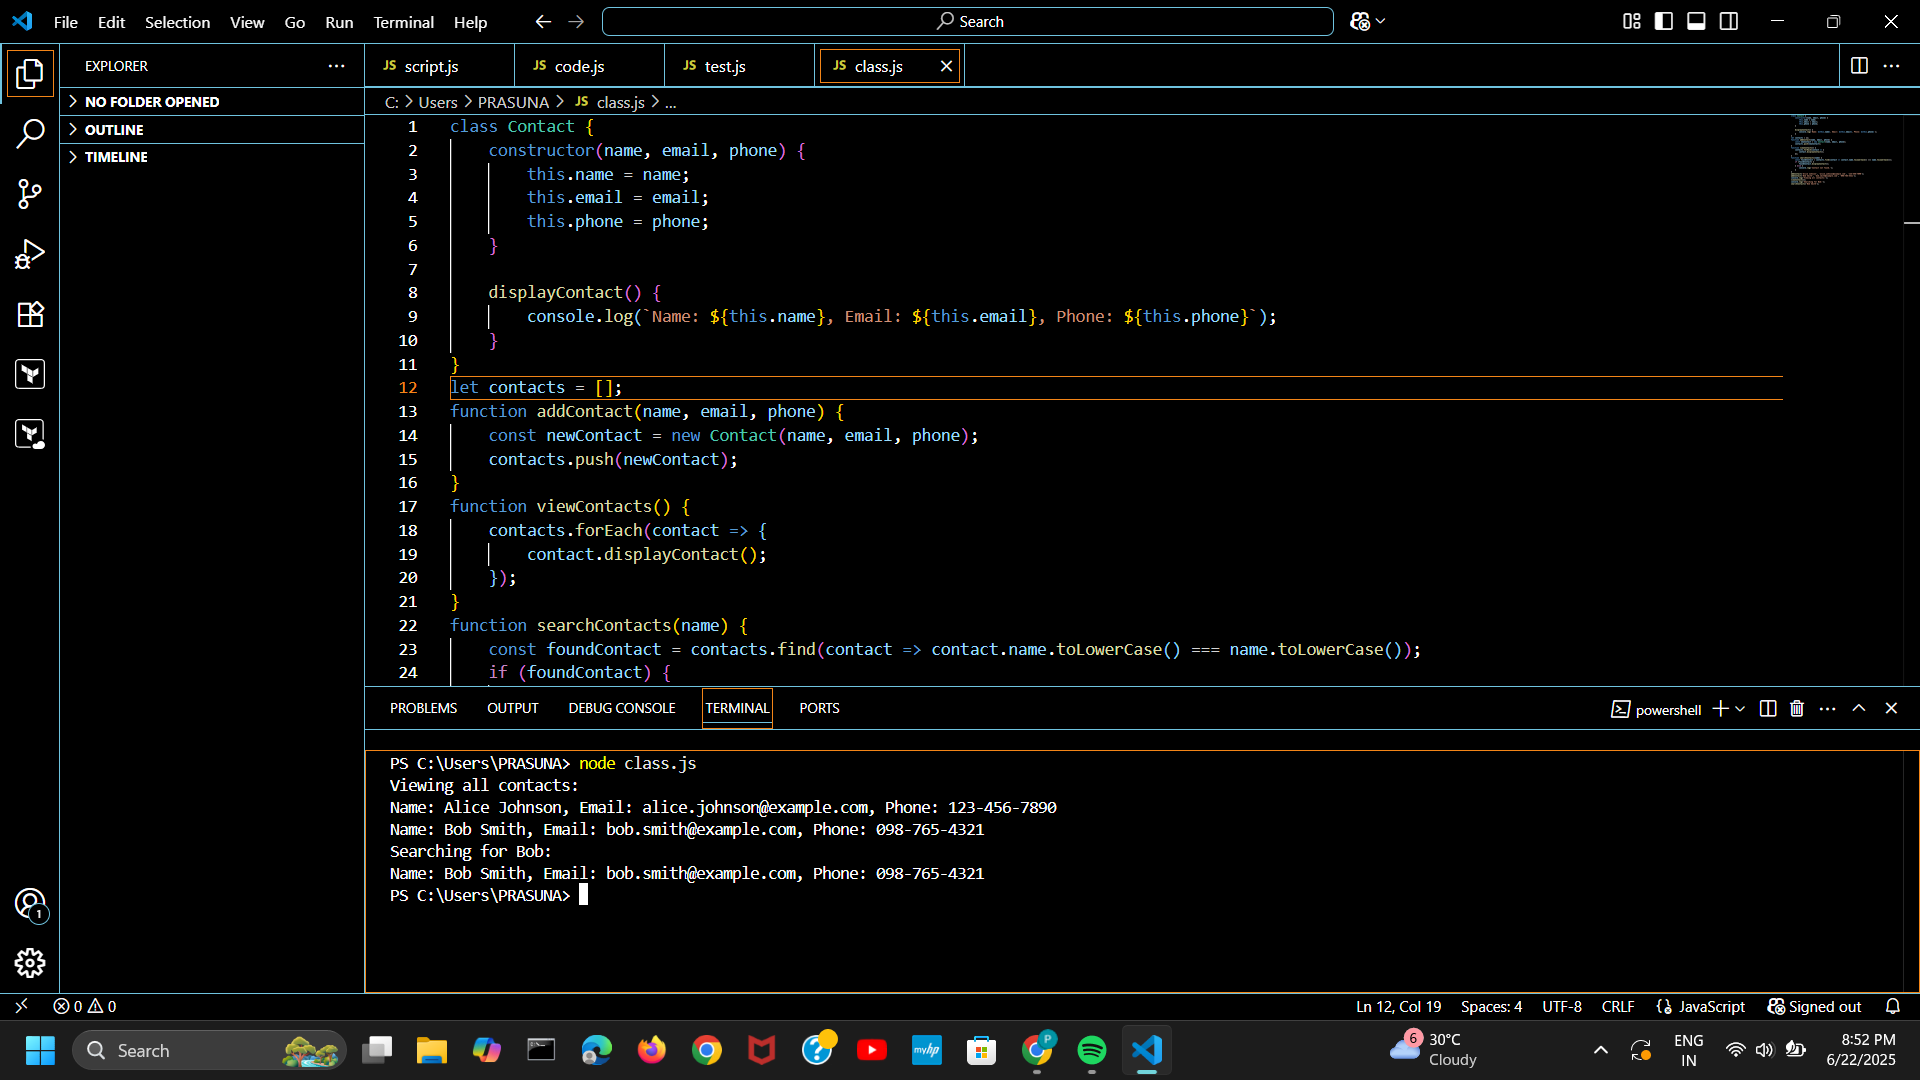 File Edit Selection View Go Run Terminal Help
Search
EXPLORER
NO FOLDER OPENED
OUTLINE
TIMELINE
JS script.js
JS code.js
JS test.js
JS class.js
C: > Users > PRASUNA > JS class.js > ...
1 class Contact {
2 constructor(name, email, phone) {
3 this.name = name;
4 this.email = email;
5 this.phone = phone;
6 }
7
8 displayContact() {
9 console.log(`Name: ${this.name}, Email: ${this.email}, Phone: ${this.phone}`);
10 }
11 }
12 let contacts = [];
13 function addContact(name, email, phone) {
14 const newContact = new Contact(name, email, phone);
15 contacts.push(newContact);
16 }
17 function viewContacts() {
18 contacts.forEach(contact => {
19 contact.displayContact();
20 });
21 }
22 function searchContacts(name) {
23 const foundContact = contacts.find(contact => contact.name.toLowerCase() === name.toLowerCase());
24 if (foundContact) {
PROBLEMS OUTPUT DEBUG CONSOLE TERMINAL PORTS
powershell
PS C:\Users\PRASUNA> node class.js
Viewing all contacts:
Name: Alice Johnson, Email: alice.johnson@example.com, Phone: 123-456-7890
Name: Bob Smith, Email: bob.smith@example.com, Phone: 098-765-4321
Searching for Bob:
Name: Bob Smith, Email: bob.smith@example.com, Phone: 098-765-4321
PS C:\Users\PRASUNA>
1
0 0
Ln 12, Col 19 Spaces: 4 UTF-8 CRLF {} JavaScript Signed out
Search
myhp
P
6
30°C
Cloudy
ENG
IN
8:52 PM
6/22/2025